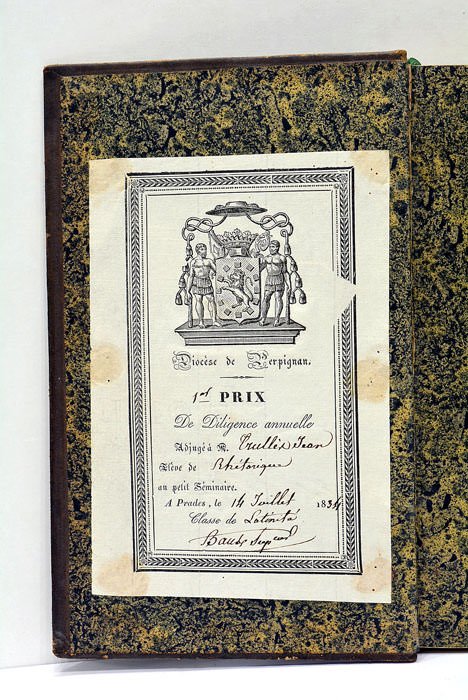 Diocèse de Perpignan.
1er PRIX
De Diligence annuelle
Adjugé à M. Trullès Jean
Elève de Rhétorique
au petit Séminaire.
A Prades, le 14 Juillet 1834
Classe de Latinité